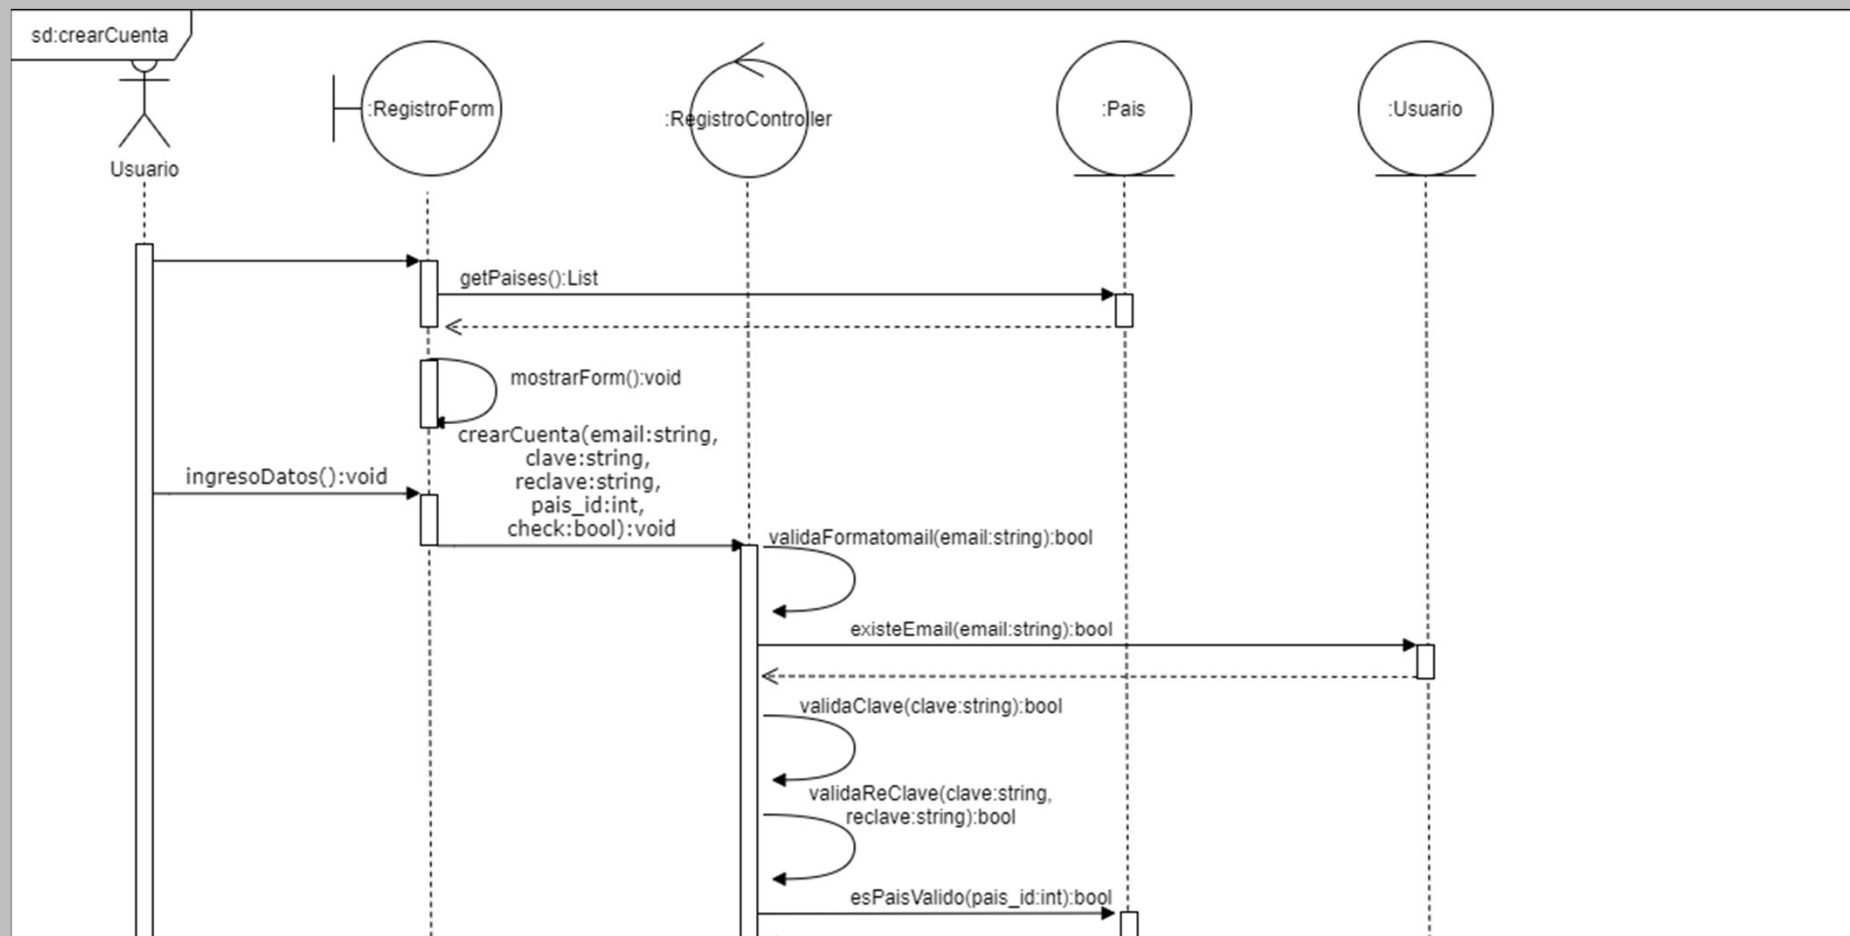 sd:crearCuenta
:RegistroForm
:RegistroController
:Pais
:Usuario
Usuario
getPaises():List
mostrarForm():void
crearCuenta(email:string,
clave:string,
reclave:string,
pais_id:int,
check:bool):void
ingresoDatos():void
validaFormatomail(email:string):bool
existeEmail(email:string):bool
validaClave(clave:string):bool
validaReClave(clave:string,
reclave:string):bool
esPaisValido(pais_id:int):bool